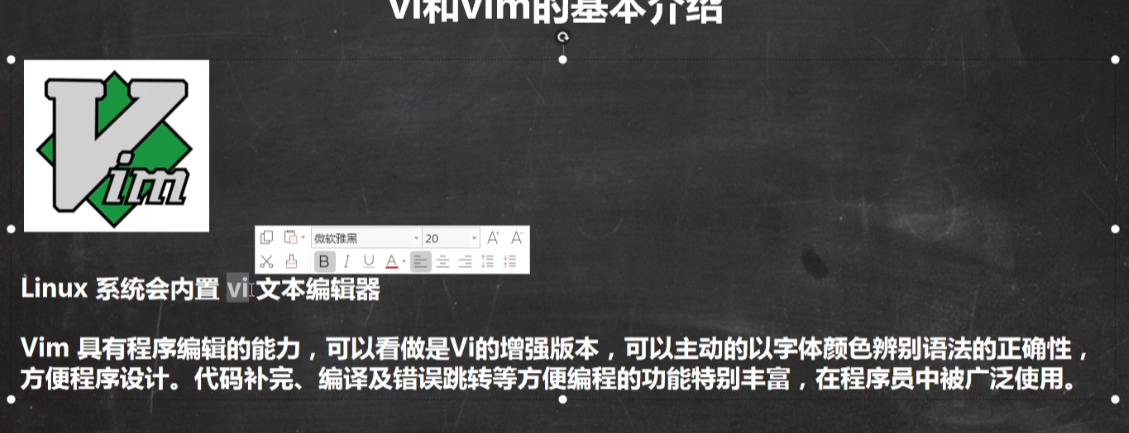 vi和vim的基本介绍
Vim
微软雅黑 20
B I U A
Linux 系统会内置 vi 文本编辑器
Vim 具有程序编辑的能力，可以看做是Vi的增强版本，可以主动的以字体颜色辨别语法的正确性，
方便程序设计。代码补完、编译及错误跳转等方便编程的功能特别丰富，在程序员中被广泛使用。